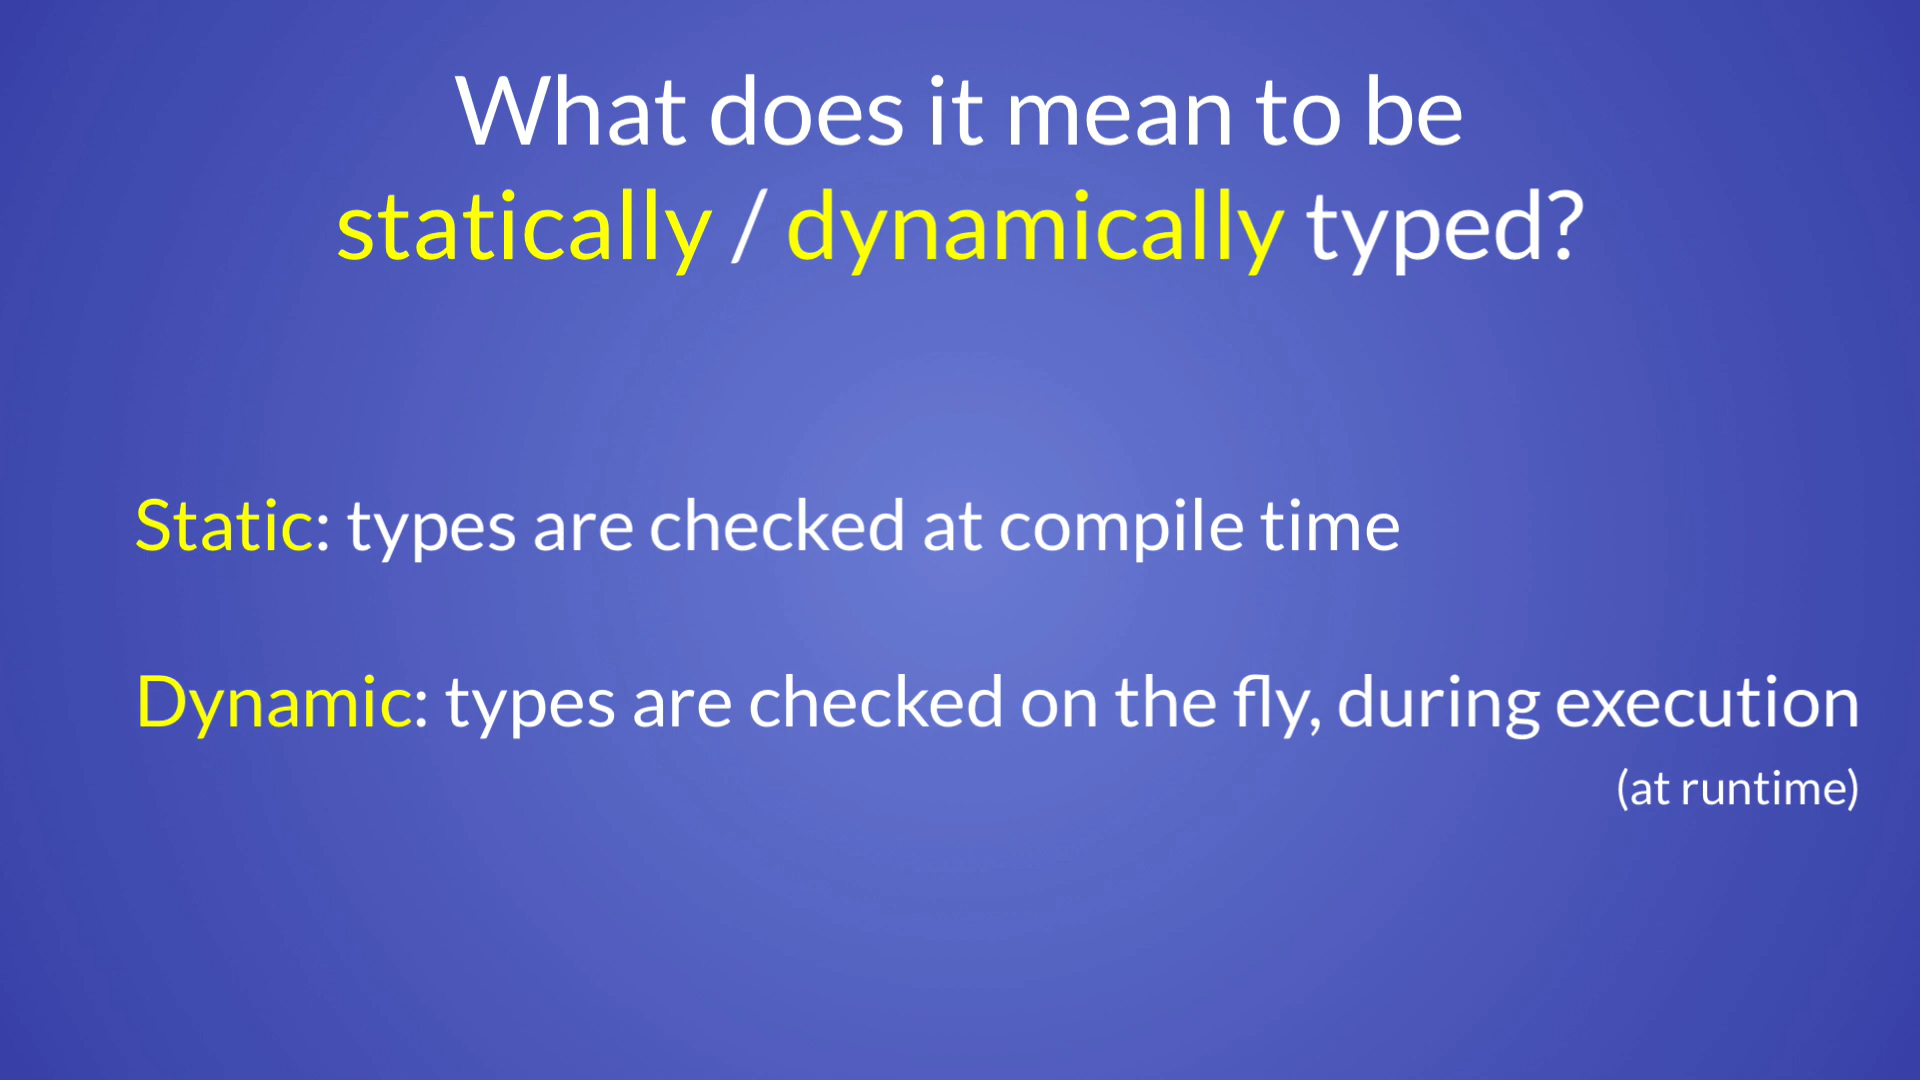 What does it mean to be
statically / dynamically typed?
Static: types are checked at compile time
Dynamic: types are checked on the fly, during execution
(at runtime)